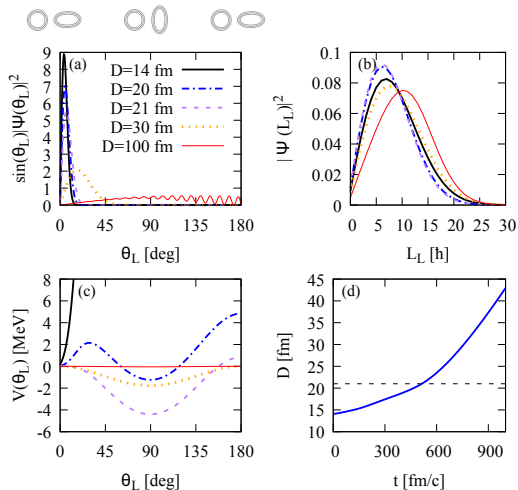 (a)
D=14 fm
D=20 fm
D=21 fm
D=30 fm
D=100 fm
sin(θL)|Ψ(θL)|²
9
8
7
6
5
4
3
2
1
0
0 45 90 135 180
θL [deg]
(b)
|Ψ (LL)|²
0.1
0.08
0.06
0.04
0.02
0
0 5 10 15 20 25 30
LL [ħ]
(c)
V(θL) [MeV]
8
6
4
2
0
-2
-4
-6
0 45 90 135 180
θL [deg]
(d)
D [fm]
45
40
35
30
25
20
15
10
0 300 600 900
t [fm/c]